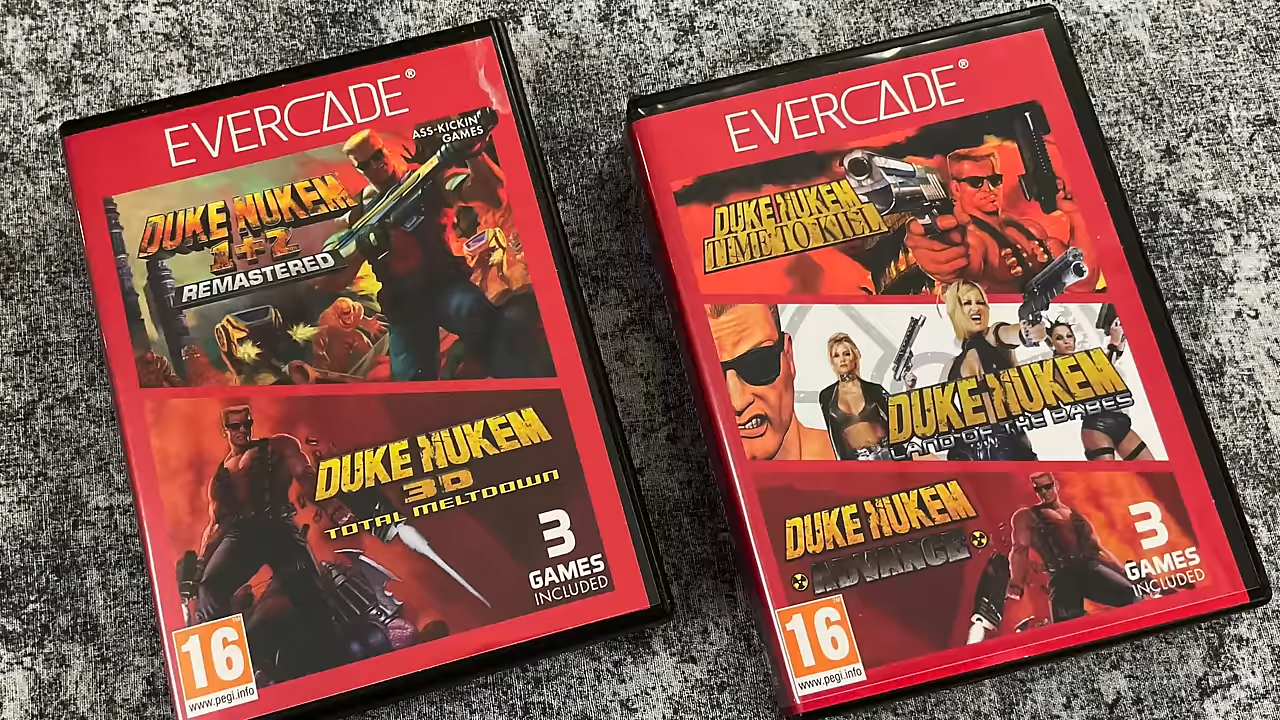 EVERCADE®
ASS-KICKIN'
GAMES
DUKE NUKEM
1+2
REMASTERED
DUKE NUKEM
3D
TOTAL MELTDOWN
3
GAMES
INCLUDED
16
www.pegi.info
EVERCADE®
DUKE NUKEM
TIME TO KILL
DUKE NUKEM
LAND OF THE BABES
DUKE NUKEM
ADVANCE
3
GAMES
INCLUDED
16
www.pegi.info